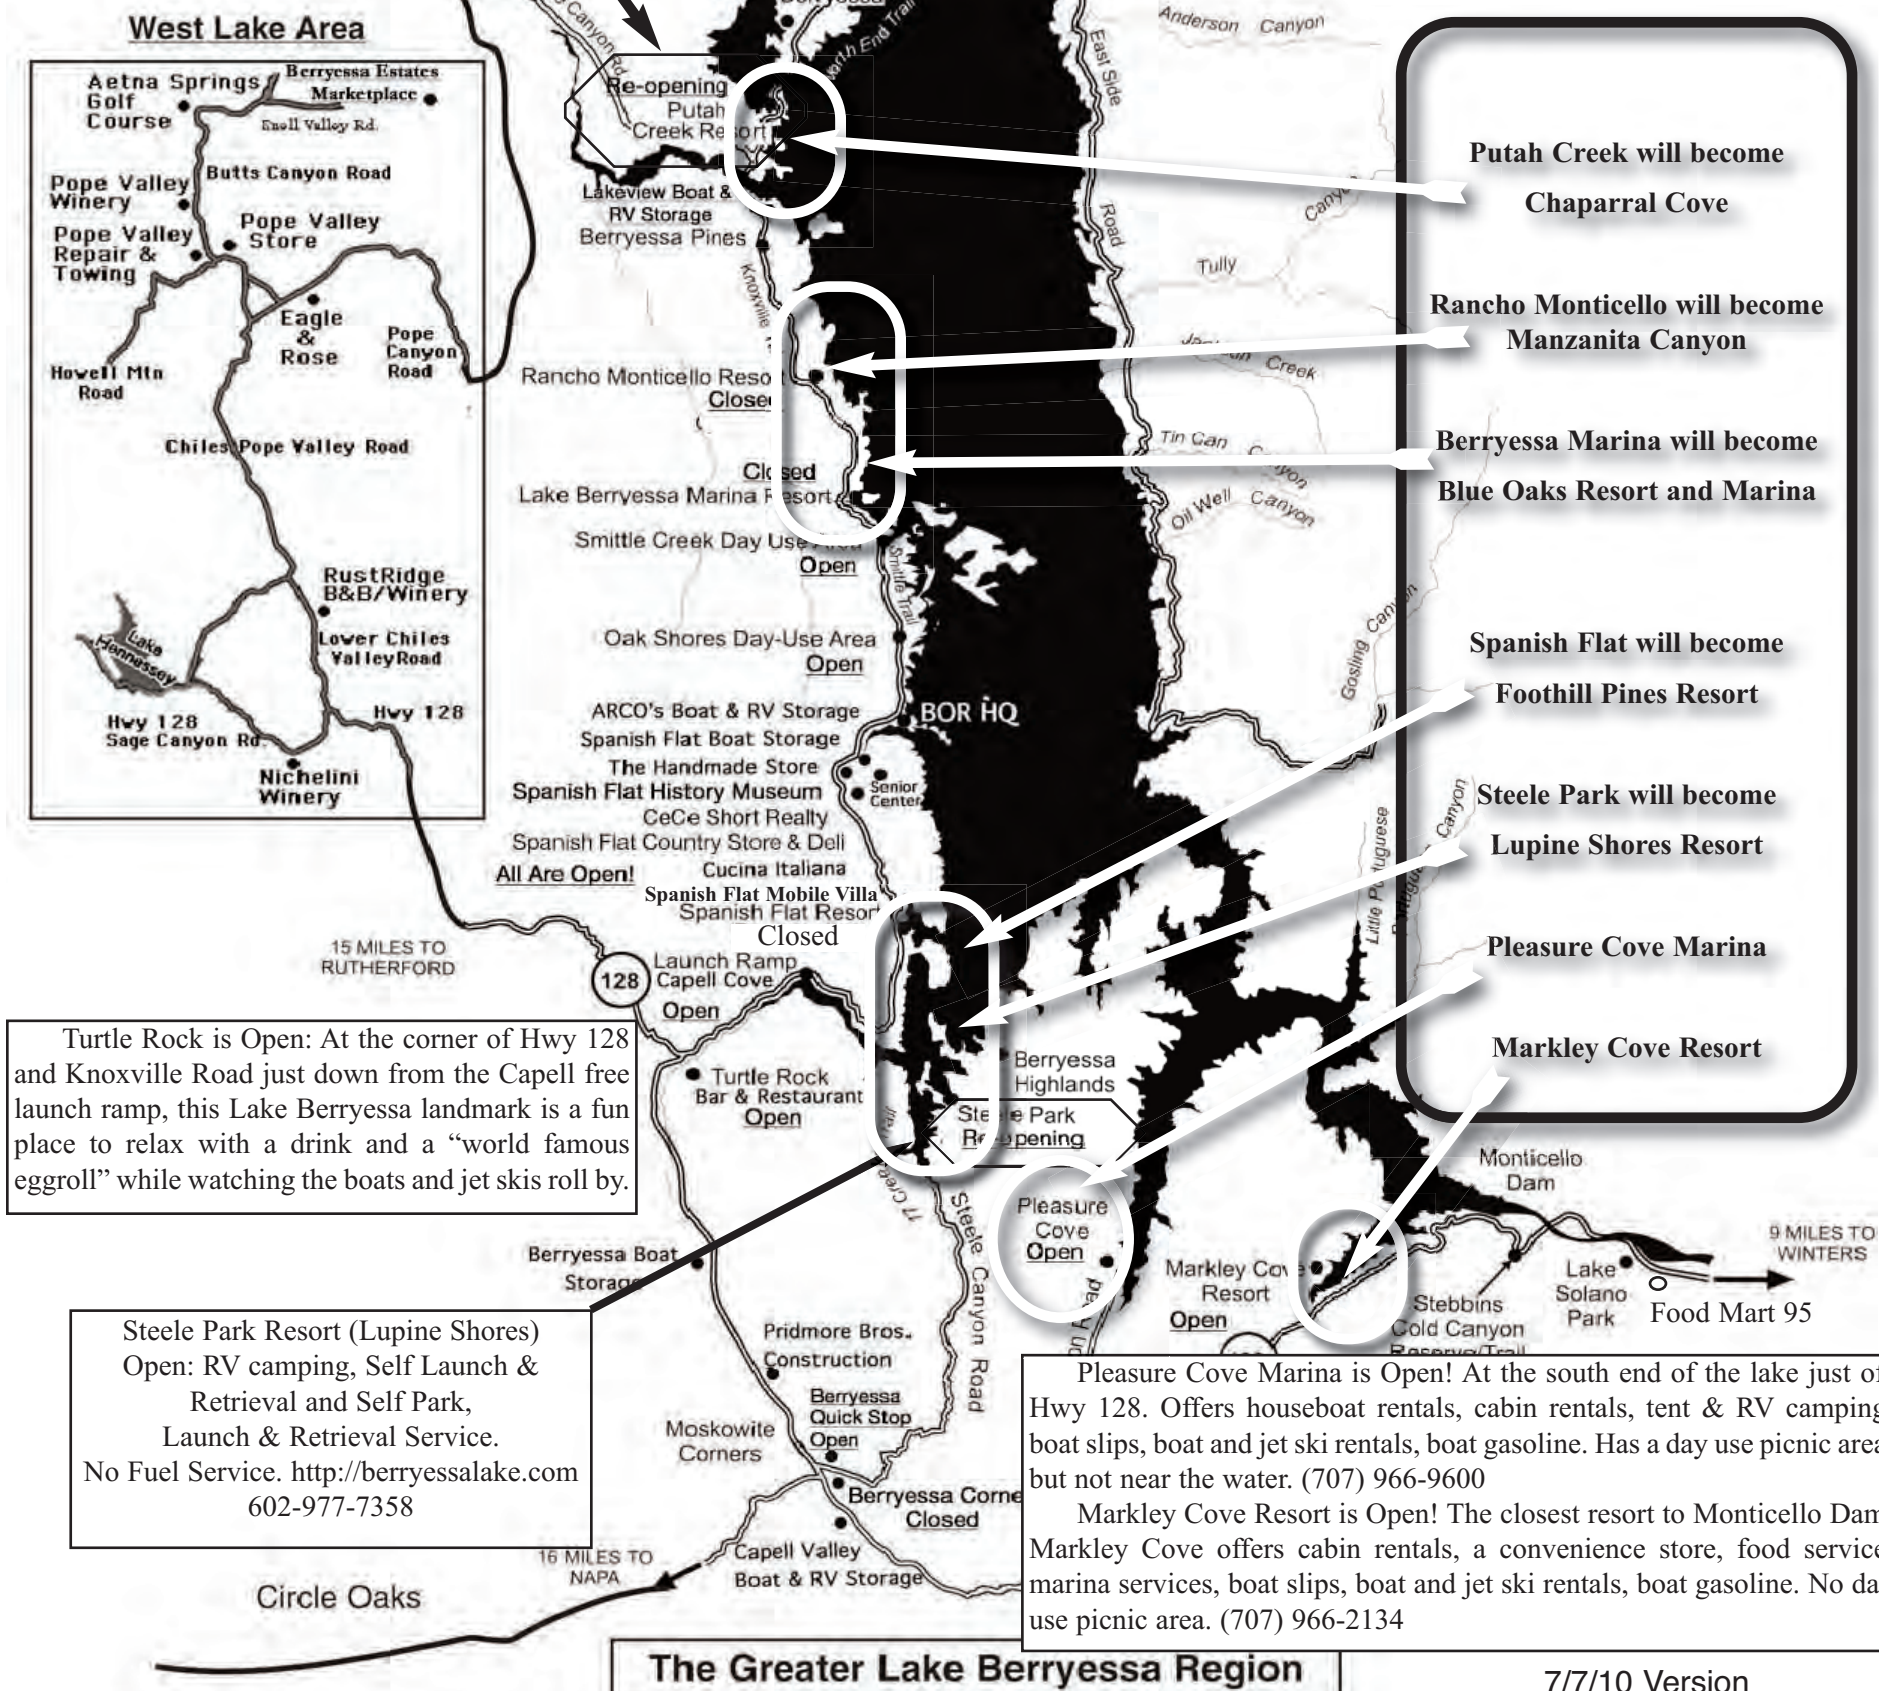 West Lake Area
Aetna Springs
Golf
Course
Berryessa Estates
Marketplace
Snell Valley Rd.
Butts Canyon Road
Pope Valley
Winery
Pope Valley
Store
Pope Valley
Repair &
Towing
Eagle
&
Rose
Pope
Canyon
Road
Howell Mtn
Road
Chiles Pope Valley Road
RustRidge
B&B/Winery
Lower Chiles
Valley Road
Lake
Hennessey
Hwy 128
Sage Canyon Rd.
Hwy 128
Nichelini
Winery
Canyon Rd.
North End Trail
East Side
Road
Anderson Canyon
Re-opening
Putah
Creek Resort
Lakeview Boat &
RV Storage
Berryessa Pines
Knoxville
Canyon
Tully
Jackson Creek
Rancho Monticello Resort
Closed
Tin Can Canyon
Closed
Lake Berryessa Marina Resort
Oil Well Canyon
Smittle Creek Day Use Area
Open
Smittle Trail
Gosling Canyon
Oak Shores Day-Use Area
Open
ARCO's Boat & RV Storage
BOR HQ
Spanish Flat Boat Storage
The Handmade Store
Spanish Flat History Museum
Senior
Center
CeCe Short Realty
Spanish Flat Country Store & Deli
Cucina Italiana
All Are Open!
Spanish Flat Mobile Villa
Spanish Flat Resort
Closed
Little Portuguese
Portuguese Canyon
15 MILES TO
RUTHERFORD
128
Launch Ramp
Capell Cove
Open
Putah Creek will become
Chaparral Cove
Rancho Monticello will become
Manzanita Canyon
Berryessa Marina will become
Blue Oaks Resort and Marina
Spanish Flat will become
Foothill Pines Resort
Steele Park will become
Lupine Shores Resort
Pleasure Cove Marina
Markley Cove Resort
Turtle Rock is Open: At the corner of Hwy 128
and Knoxville Road just down from the Capell free
launch ramp, this Lake Berryessa landmark is a fun
place to relax with a drink and a “world famous
eggroll” while watching the boats and jet skis roll by.
Turtle Rock
Bar & Restaurant
Open
Berryessa
Highlands
Steele Park
Re-opening
Steele Canyon Road
Pleasure
Cove
Open
Monticello
Dam
9 MILES TO
WINTERS
Markley Cove
Resort
Open
Stebbins
Cold Canyon
Reserve/Trail
Lake
Solano
Park
Food Mart 95
Berryessa Boat
Storage
Steele Park Resort (Lupine Shores)
Open: RV camping, Self Launch &
Retrieval and Self Park,
Launch & Retrieval Service.
No Fuel Service. http://berryessalake.com
602-977-7358
Pridmore Bros.
Construction
Berryessa
Quick Stop
Open
Moskowite
Corners
Berryessa Corne
Closed
16 MILES TO
NAPA
Capell Valley
Boat & RV Storage
Circle Oaks
Pleasure Cove Marina is Open! At the south end of the lake just of
Hwy 128. Offers houseboat rentals, cabin rentals, tent & RV camping
boat slips, boat and jet ski rentals, boat gasoline. Has a day use picnic area
but not near the water. (707) 966-9600
Markley Cove Resort is Open! The closest resort to Monticello Dam
Markley Cove offers cabin rentals, a convenience store, food service
marina services, boat slips, boat and jet ski rentals, boat gasoline. No da
use picnic area. (707) 966-2134
The Greater Lake Berryessa Region
7/7/10 Version